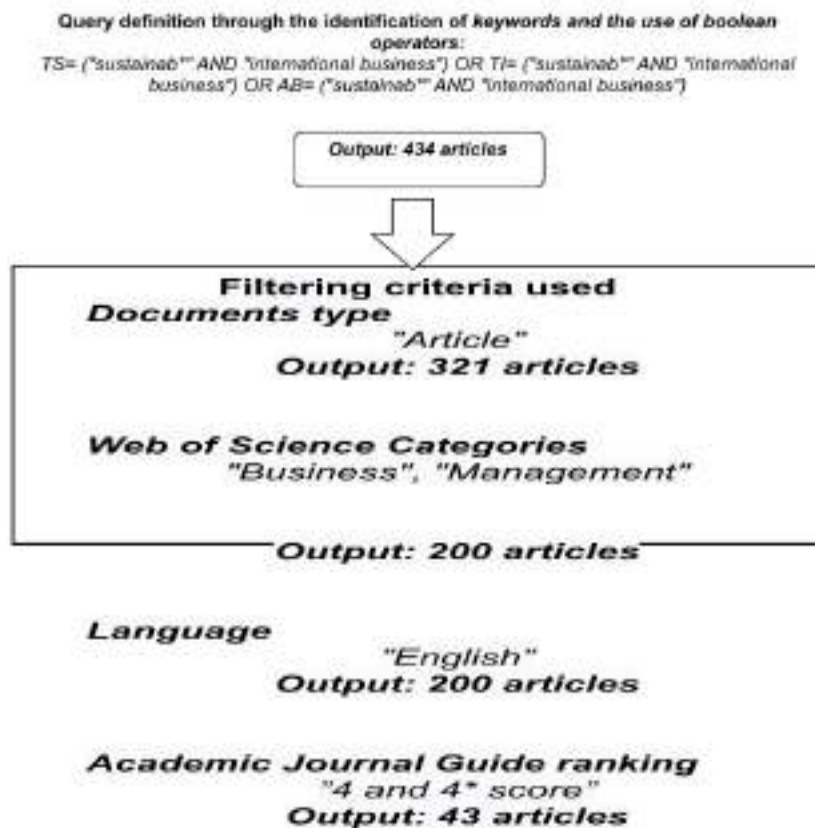 Query definition through the identification of keywords and the use of boolean
operators:
TS= ("sustainab*" AND "international business") OR TI= ("sustainab*" AND "international
business") OR AB= ("sustainab*" AND "international business")
Output: 434 articles
Filtering criteria used
Documents type
"Article"
Output: 321 articles
Web of Science Categories
"Business", "Management"
Output: 200 articles
Language
"English"
Output: 200 articles
Academic Journal Guide ranking
"4 and 4* score"
Output: 43 articles